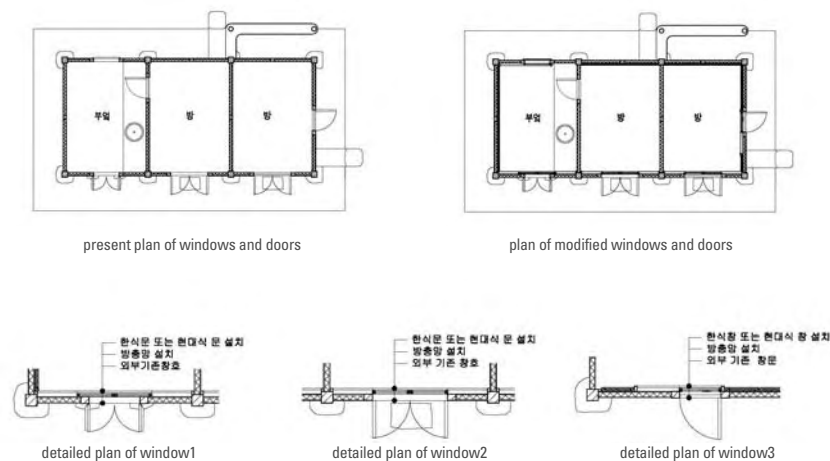 부엌
방
방
부엌
방
방
present plan of windows and doors
plan of modified windows and doors
한식문 또는 현대식 문 설치
방충망 설치
외부기존창호
한식문 또는 현대식 문 설치
방충망 설치
외부 기존 창호
한식창 또는 현대식 창 설치
방충망 설치
외부 기존 창문
detailed plan of window1
detailed plan of window2
detailed plan of window3